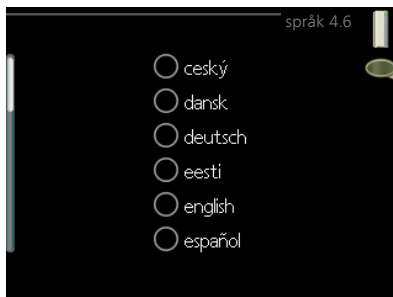 språk 4.6
ceský
dansk
deutsch
eesti
english
español